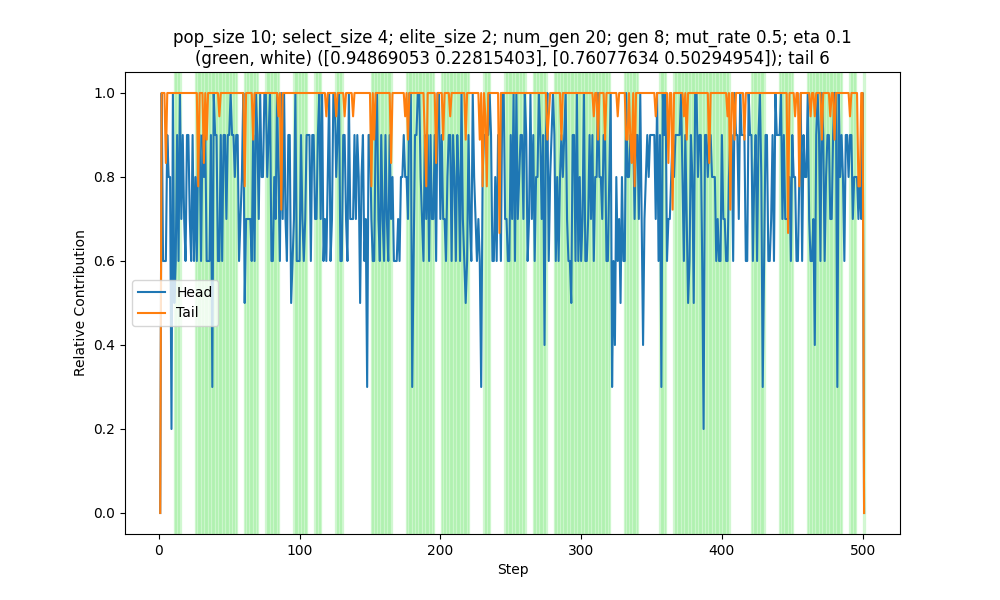 pop_size 10; select_size 4; elite_size 2; num_gen 20; gen 8; mut_rate 0.5; eta 0.1
(green, white) ([0.94869053 0.22815403], [0.76077634 0.50294954]); tail 6
1.0
0.8
0.6
0.4
0.2
0.0
Relative Contribution
Head
Tail
0
100
200
300
400
500
Step